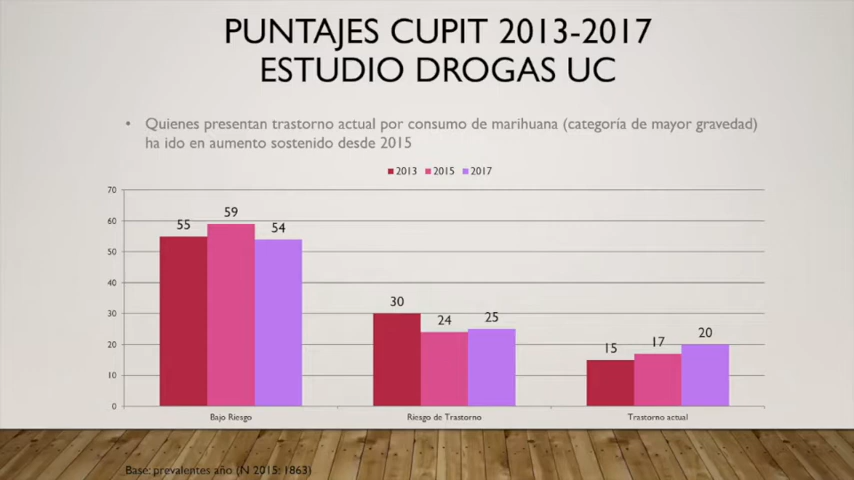 PUNTAJES CUPIT 2013-2017
ESTUDIO DROGAS UC
• Quienes presentan trastorno actual por consumo de marihuana (categoría de mayor gravedad)
ha ido en aumento sostenido desde 2015
2013 2015 2017
70
60
50
40
30
20
10
0
55 59 54
30 24 25
15 17 20
Bajo Riesgo Riesgo de Trastorno Trastorno actual
Base: prevalentes año (N 2015: 1863)